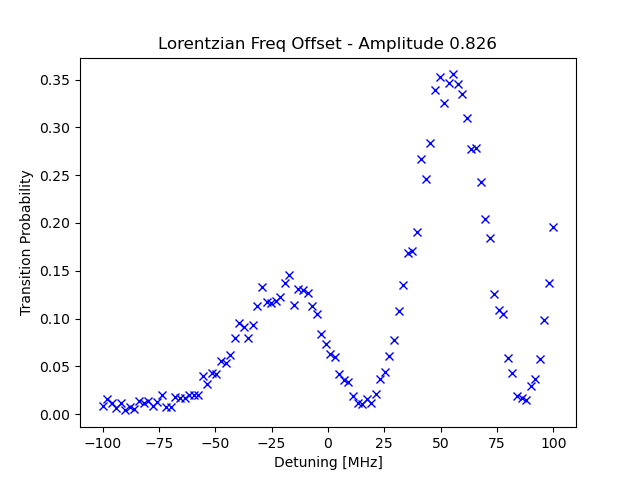 Lorentzian Freq Offset - Amplitude 0.826
Transition Probability
0.35
0.30
0.25
0.20
0.15
0.10
0.05
0.00
−100 −75 −50 −25 0 25 50 75 100
Detuning [MHz]